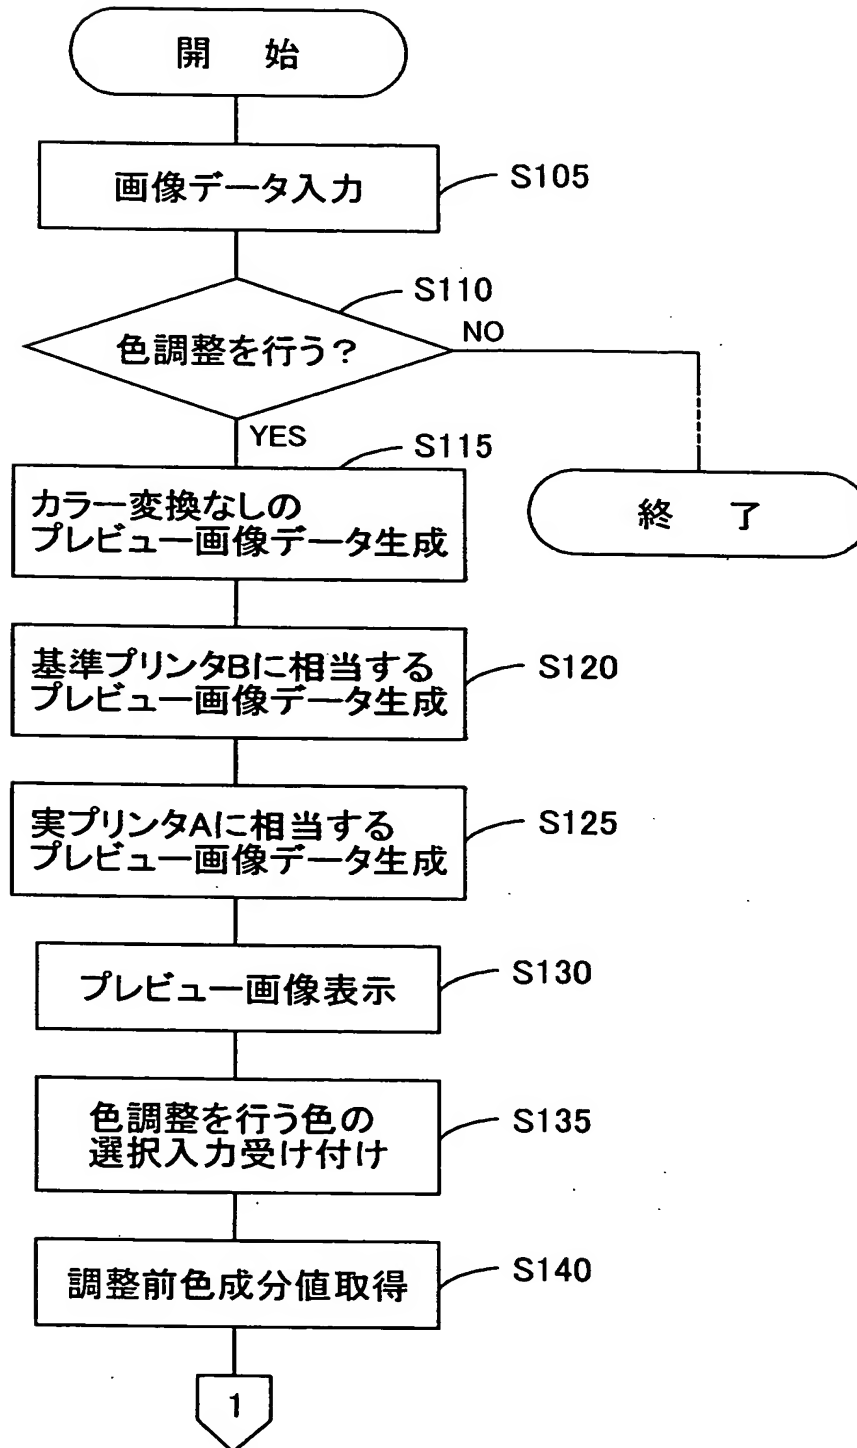 開 始
画像データ入力
S105
S110
色調整を行う?
NO
YES
S115
カラー変換なしの
プレビュー画像データ生成
終 了
基準プリンタBに相当する
プレビュー画像データ生成
S120
実プリンタAに相当する
プレビュー画像データ生成
S125
プレビュー画像表示
S130
色調整を行う色の
選択入力受け付け
S135
調整前色成分値取得
S140
1